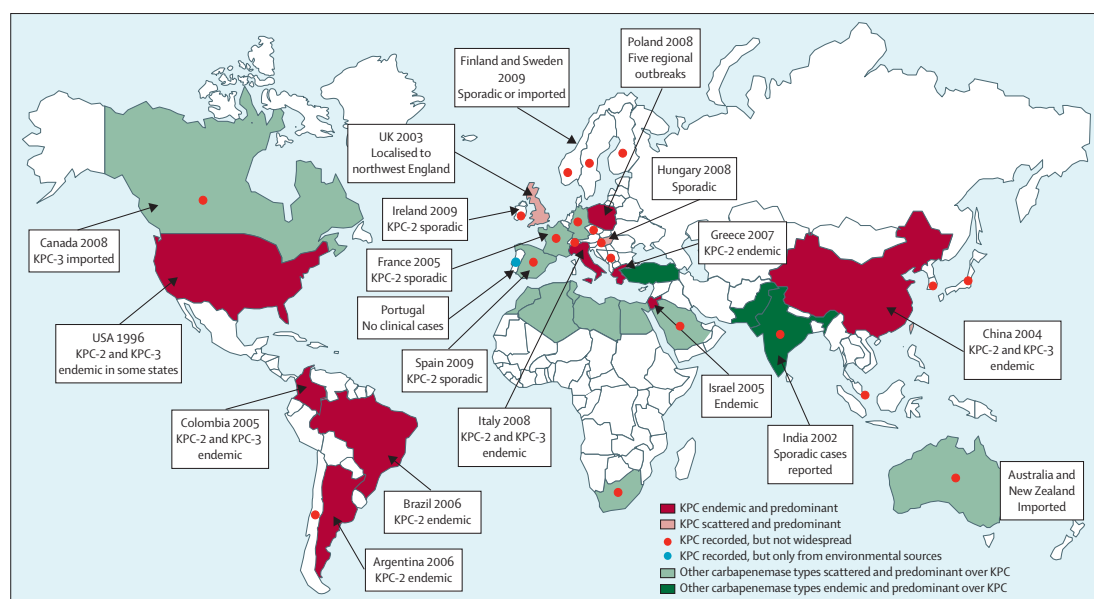 Poland 2008
Five regional
outbreaks
Finland and Sweden
2009
Sporadic or imported
UK 2003
Localised to
northwest England
Hungary 2008
Sporadic
Ireland 2009
KPC-2 sporadic
Greece 2007
KPC-2 endemic
Canada 2008
KPC-3 imported
France 2005
KPC-2 sporadic
Portugal
No clinical cases
USA 1996
KPC-2 and KPC-3
endemic in some states
China 2004
KPC-2 and KPC-3
endemic
Spain 2009
KPC-2 sporadic
Israel 2005
Endemic
Colombia 2005
KPC-2 and KPC-3
endemic
Italy 2008
KPC-2 and KPC-3
endemic
India 2002
Sporadic cases
reported
Australia and
New Zealand
Imported
Brazil 2006
KPC-2 endemic
Argentina 2006
KPC-2 endemic
KPC endemic and predominant
KPC scattered and predominant
KPC recorded, but not widespread
KPC recorded, but only from environmental sources
Other carbapenemase types scattered and predominant over KPC
Other carbapenemase types endemic and predominant over KPC